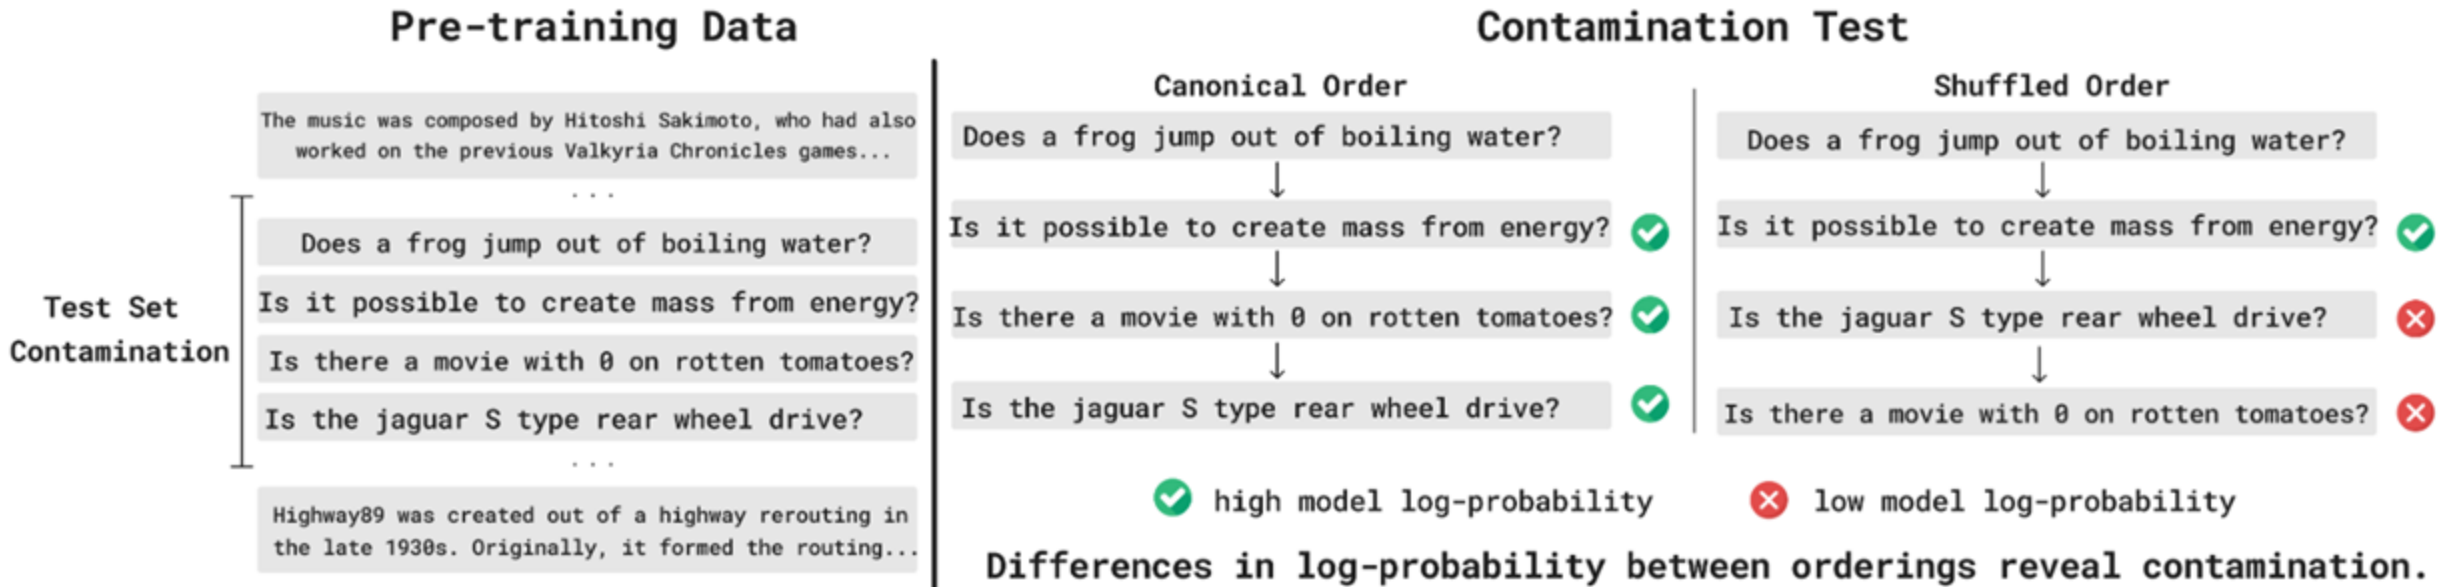 Pre-training Data
The music was composed by Hitoshi Sakimoto, who had also
worked on the previous Valkyria Chronicles games...
...
Test Set
Contamination
Does a frog jump out of boiling water?
Is it possible to create mass from energy?
Is there a movie with 0 on rotten tomatoes?
Is the jaguar S type rear wheel drive?
...
Highway89 was created out of a highway rerouting in
the late 1930s. Originally, it formed the routing...
Contamination Test
Canonical Order
Does a frog jump out of boiling water?
Is it possible to create mass from energy?
Is there a movie with 0 on rotten tomatoes?
Is the jaguar S type rear wheel drive?
Shuffled Order
Does a frog jump out of boiling water?
Is it possible to create mass from energy?
Is the jaguar S type rear wheel drive?
Is there a movie with 0 on rotten tomatoes?
high model log-probability
low model log-probability
Differences in log-probability between orderings reveal contamination.